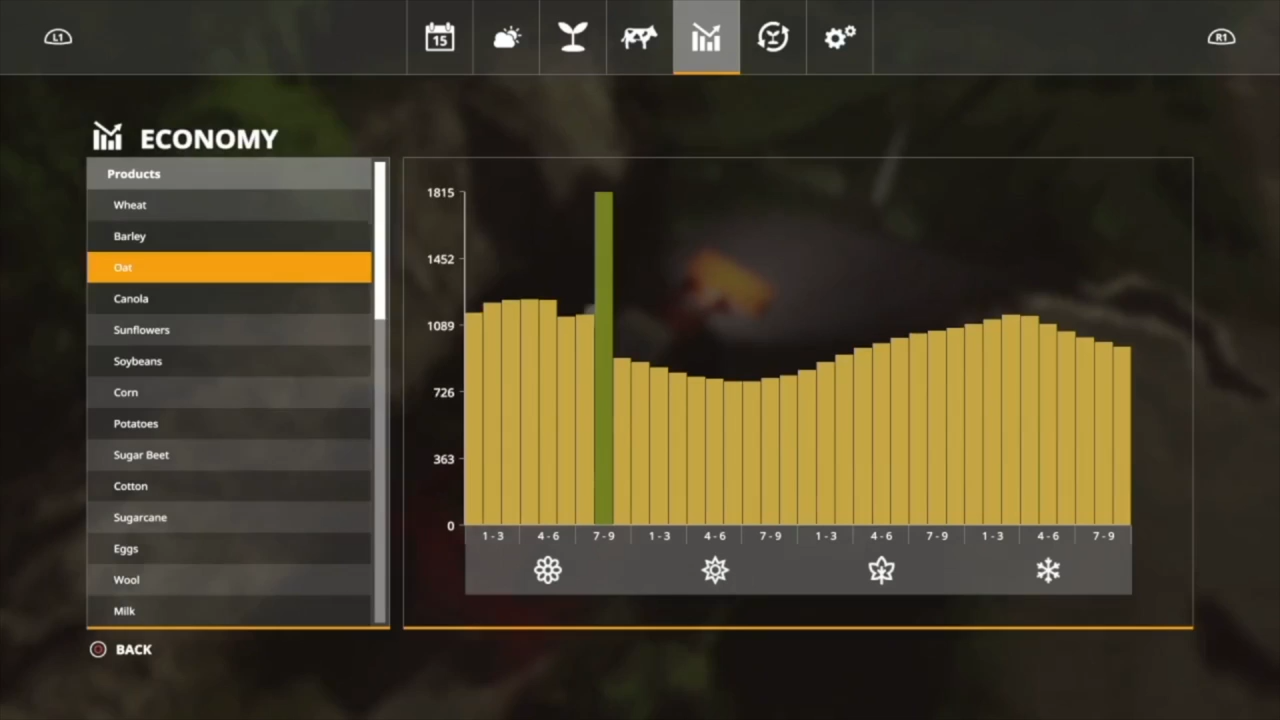 L1
15
R1
ECONOMY
Products
Wheat
Barley
Oat
Canola
Sunflowers
Soybeans
Corn
Potatoes
Sugar Beet
Cotton
Sugarcane
Eggs
Wool
Milk
1815
1452
1089
726
363
0
1 - 3 4 - 6 7 - 9 1 - 3 4 - 6 7 - 9 1 - 3 4 - 6 7 - 9 1 - 3 4 - 6 7 - 9
BACK